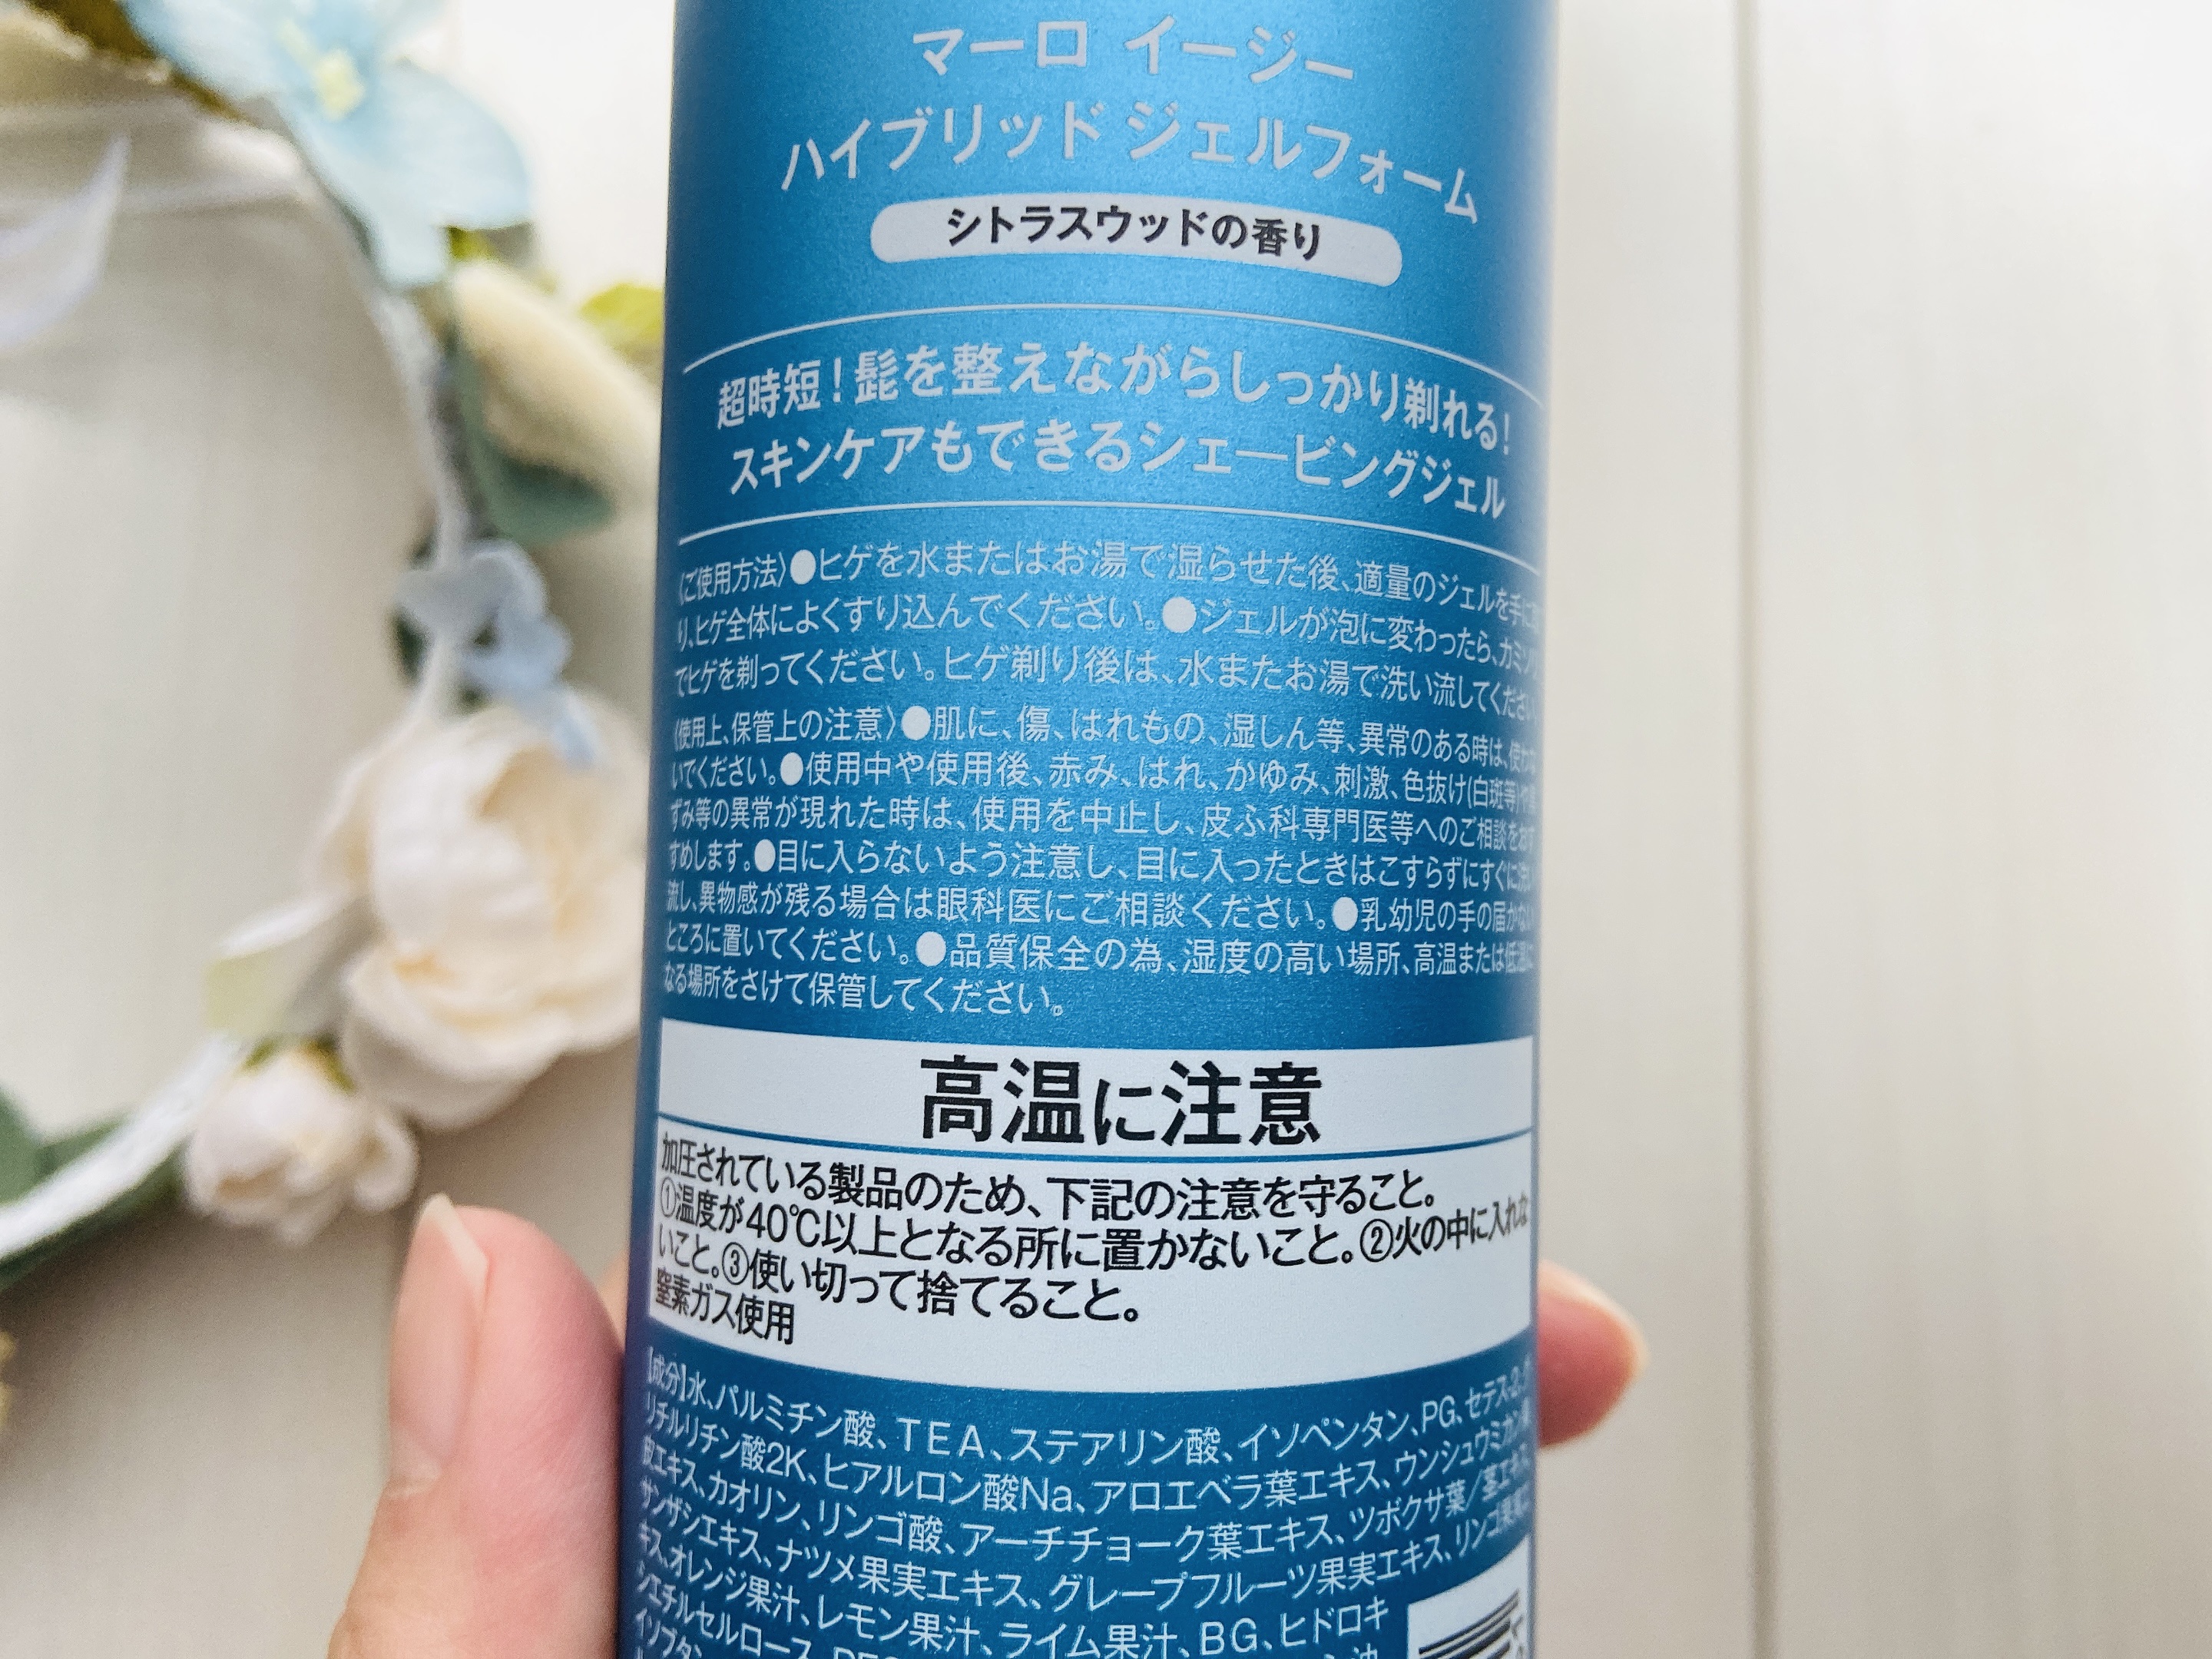 マーロ イージー
ハイブリッド ジェルフォーム
シトラスウッドの香り
超時短！髭を整えながらしっかり剃れる！
スキンケアもできるシェービングジェル
〈ご使用方法〉●ヒゲを水またはお湯で湿らせた後、適量のジェルを手に
り、ヒゲ全体によくすり込んでください。●ジェルが泡に変わったら、カミソリ
でヒゲを剃ってください。ヒゲ剃り後は、水またお湯で洗い流してください。
〈使用上、保管上の注意〉●肌に、傷、はれもの、湿しん等、異常のある時は、使わな
いでください。●使用中や使用後、赤み、はれ、かゆみ、刺激、色抜け(白斑等)や
ずみ等の異常が現れた時は、使用を中止し、皮ふ科専門医等へのご相談をおす
すめします。●目に入らないよう注意し、目に入ったときはこすらずにすぐに洗い
流し、異物感が残る場合は眼科医にご相談ください。●乳幼児の手の届かない
ところに置いてください。●品質保全の為、湿度の高い場所、高温または低温に
なる場所をさけて保管してください。
高温に注意
加圧されている製品のため、下記の注意を守ること。
①温度が40℃以上となる所に置かないこと。②火の中に入れな
いこと。③使い切って捨てること。
窒素ガス使用
【成分】水、パルミチン酸、TEA、ステアリン酸、イソペンタン、PG、セテス-2、グ
リチルリチン酸2K、ヒアルロン酸Na、アロエベラ葉エキス、ウンシュウミカン果
皮エキス、カオリン、リンゴ酸、アーチチョーク葉エキス、ツボクサ葉/茎エキス、
サンザシエキス、ナツメ果実エキス、グレープフルーツ果実エキス、リンゴ果実エ
キス、オレンジ果汁、レモン果汁、ライム果汁、BG、ヒドロキ
シエチルセルロース、
イソブタン